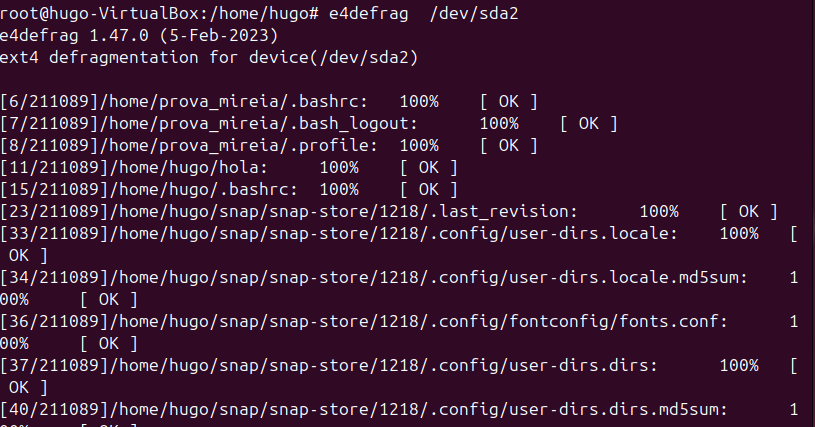 root@hugo-VirtualBox:/home/hugo# e4defrag  /dev/sda2
e4defrag 1.47.0 (5-Feb-2023)
ext4 defragmentation for device(/dev/sda2)

[6/211089]/home/prova_mireia/.bashrc:   100%    [ OK ]
[7/211089]/home/prova_mireia/.bash_logout:      100%    [ OK ]
[8/211089]/home/prova_mireia/.profile:  100%    [ OK ]
[11/211089]/home/hugo/hola:     100%    [ OK ]
[15/211089]/home/hugo/.bashrc:  100%    [ OK ]
[23/211089]/home/hugo/snap/snap-store/1218/.last_revision:      100%    [ OK ]
[33/211089]/home/hugo/snap/snap-store/1218/.config/user-dirs.locale:    100%   [
 OK ]
[34/211089]/home/hugo/snap/snap-store/1218/.config/user-dirs.locale.md5sum:    1
00%     [ OK ]
[36/211089]/home/hugo/snap/snap-store/1218/.config/fontconfig/fonts.conf:      1
00%     [ OK ]
[37/211089]/home/hugo/snap/snap-store/1218/.config/user-dirs.dirs:      100%   [
 OK ]
[40/211089]/home/hugo/snap/snap-store/1218/.config/user-dirs.dirs.md5sum:      1
00%     [ OK ]